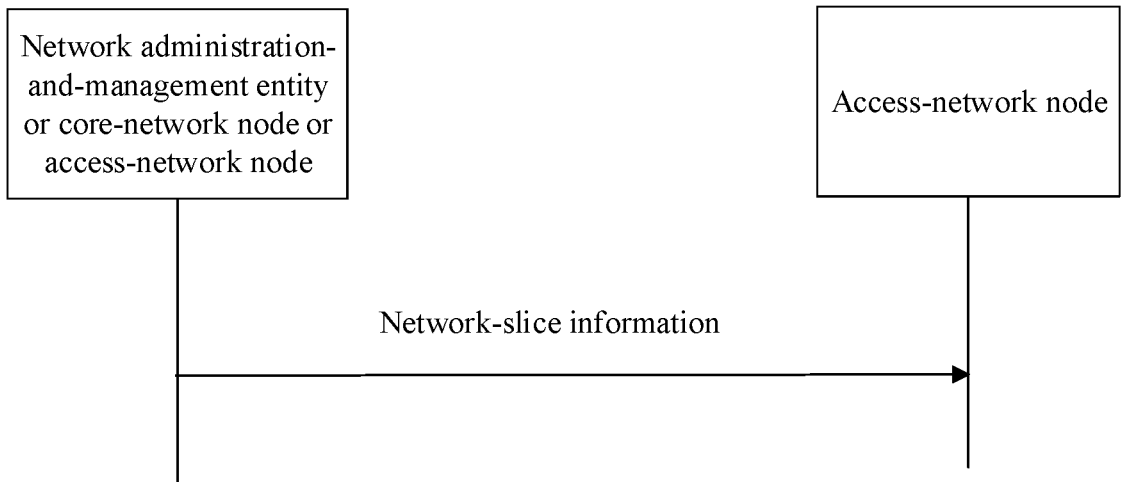 Network administration-
and-management entity
or core-network node or
access-network node
Access-network node
Network-slice information